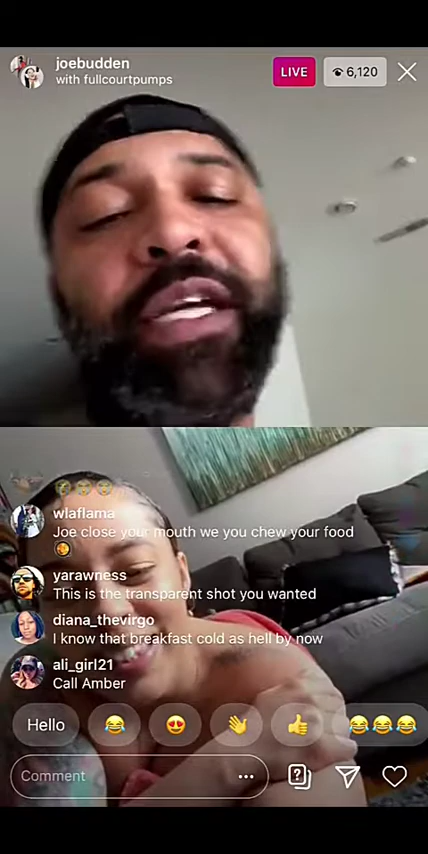 joebudden
with fullcourtpumps
LIVE
6,120
wlaflama
Joe close your mouth we you chew your food
yarawness
This is the transparent shot you wanted
diana_thevirgo
I know that breakfast cold as hell by now
ali_girl21
Call Amber
Hello
Comment